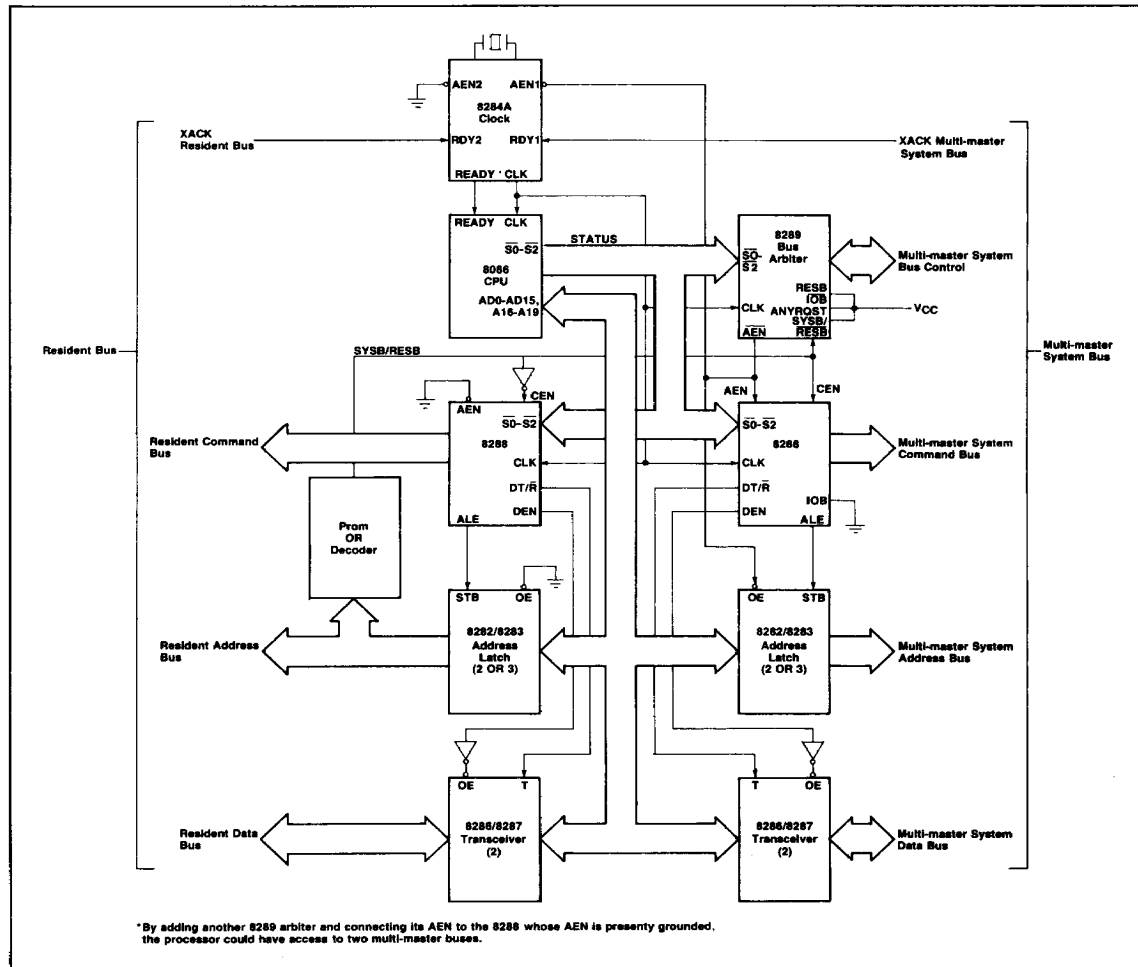 AEN2 AEN1
8284A
Clock
XACK
Resident Bus
RDY2 RDY1
XACK Multi-master
System Bus
READY CLK
READY CLK
S0-S2
STATUS
8086
CPU
AD0-AD15,
A16-A19
8289
Bus
Arbiter
S0-
S2
Multi-master System
Bus Control
RESB
IOB
ANYRQST
SYSB/
RESB
CLK
AEN
VCC
Resident Bus
Multi-master
System Bus
SYSB/RESB
AEN
CEN
AEN
CEN
S0-S2
8288
CLK
DT/R
DEN
ALE
Resident Command
Bus
S0-S2
8288
CLK
DT/R
DEN
IOB
ALE
Multi-master System
Command Bus
Prom
OR
Decoder
STB OE
8282/8283
Address
Latch
(2 OR 3)
Resident Address
Bus
OE STB
8282/8283
Address
Latch
(2 OR 3)
Multi-master System
Address Bus
OE T
8286/8287
Transceiver
(2)
Resident Data
Bus
T OE
8286/8287
Transceiver
(2)
Multi-master System
Data Bus
*By adding another 8289 arbiter and connecting its AEN to the 8288 whose AEN is presenty grounded,
the processor could have access to two multi-master buses.